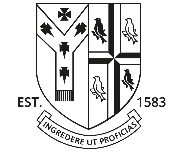 EST. 1583
INGREDERE UT PROFICIAS